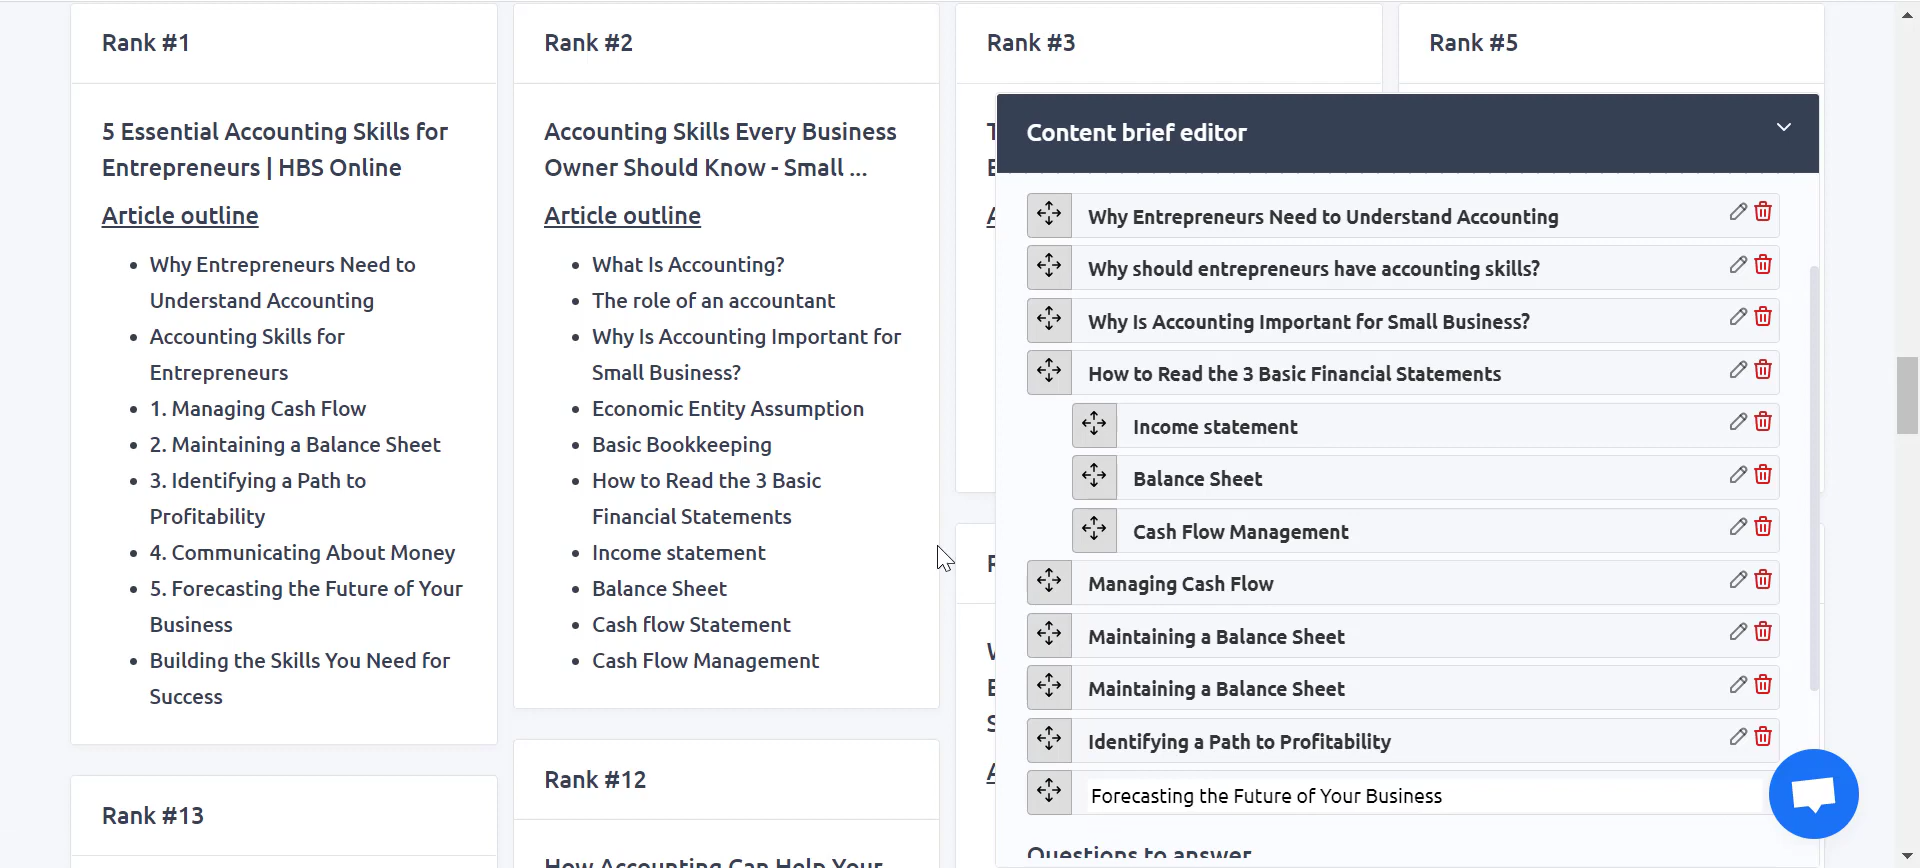 Rank #1
5 Essential Accounting Skills for
Entrepreneurs | HBS Online
Article outline
Why Entrepreneurs Need to
Understand Accounting
Accounting Skills for
Entrepreneurs
1. Managing Cash Flow
2. Maintaining a Balance Sheet
3. Identifying a Path to
Profitability
4. Communicating About Money
5. Forecasting the Future of Your
Business
Building the Skills You Need for
Success
Rank #13
Rank #2
Accounting Skills Every Business
Owner Should Know - Small ...
Article outline
What Is Accounting?
The role of an accountant
Why Is Accounting Important for
Small Business?
Economic Entity Assumption
Basic Bookkeeping
How to Read the 3 Basic
Financial Statements
Income statement
Balance Sheet
Cash flow Statement
Cash Flow Management
Rank #12
How Accounting Can Help Your
Rank #3
Rank #5
Content brief editor
Why Entrepreneurs Need to Understand Accounting
Why should entrepreneurs have accounting skills?
Why Is Accounting Important for Small Business?
How to Read the 3 Basic Financial Statements
Income statement
Balance Sheet
Cash Flow Management
Managing Cash Flow
Maintaining a Balance Sheet
Maintaining a Balance Sheet
Identifying a Path to Profitability
Forecasting the Future of Your Business
Questions to answer